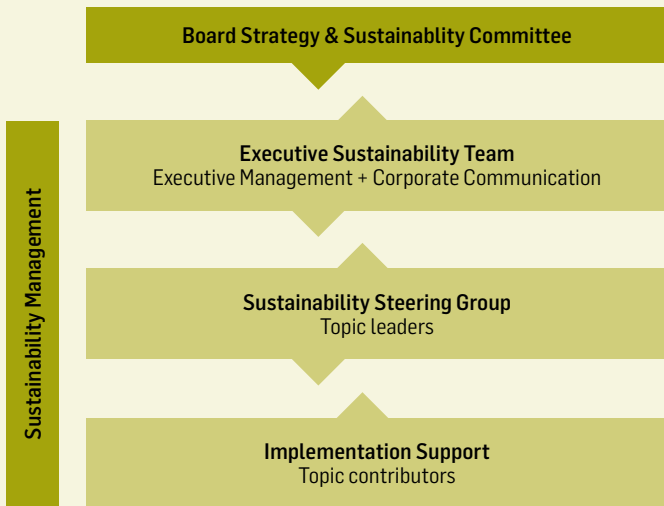 Board Strategy & Sustainablity Committee
Sustainability Management
Executive Sustainability Team
Executive Management + Corporate Communication
Sustainability Steering Group
Topic leaders
Implementation Support
Topic contributors